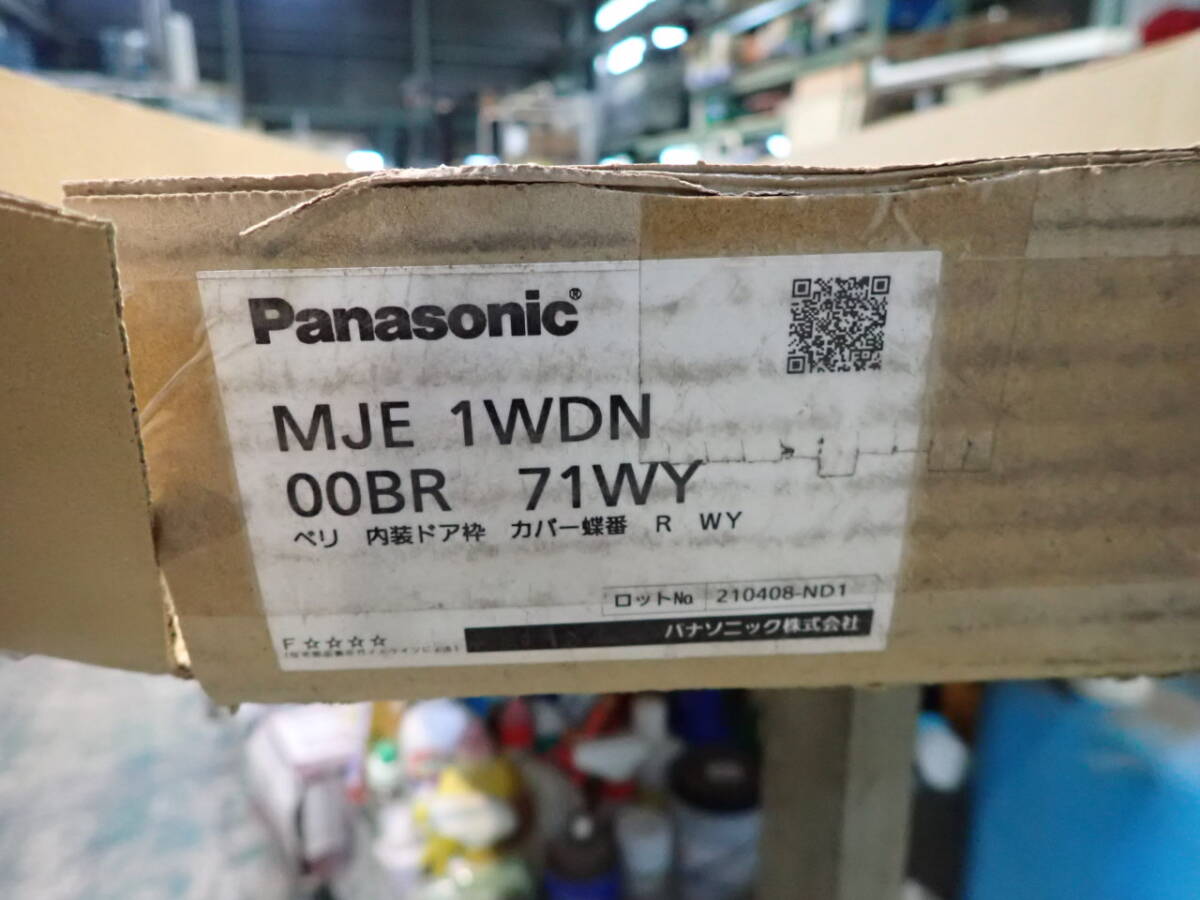 Panasonic®
MJE 1WDN
00BR 71WY
ベリ 内装ドア枠 カバー蝶番 R WY
ロットNo 210408-ND1
F☆☆☆☆
パナソニック株式会社